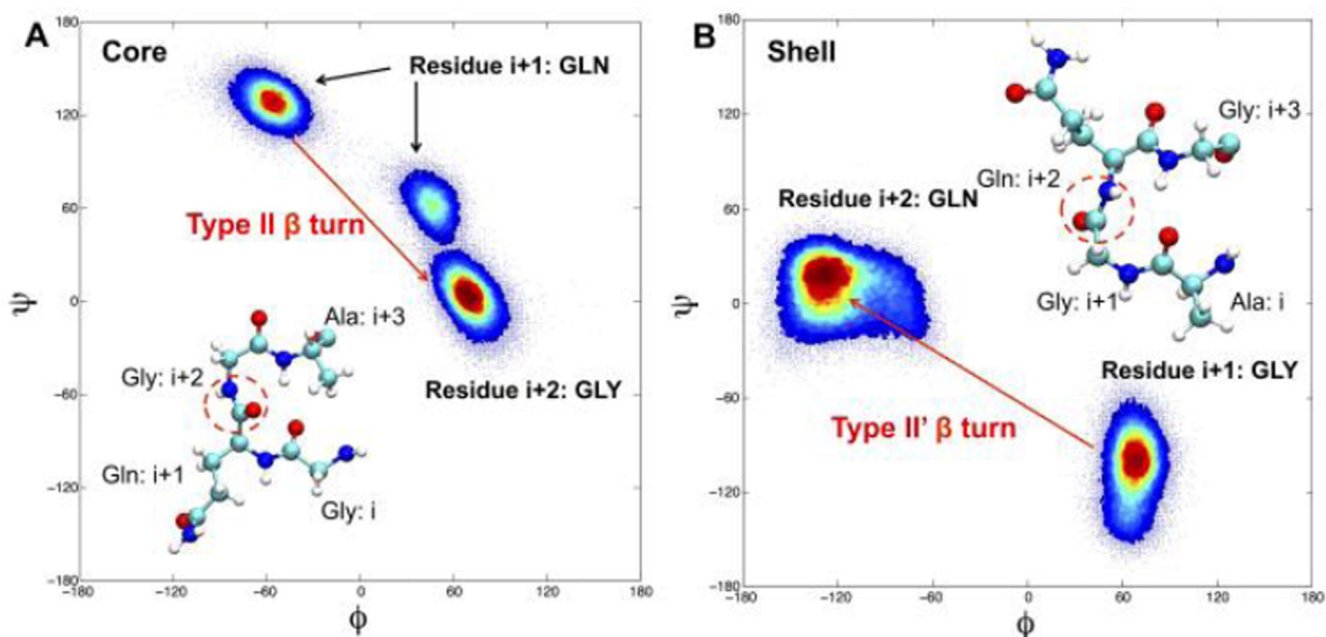 A
Core
Residue i+1: GLN
Type II β turn
Ala: i+3
Gly: i+2
Residue i+2: GLY
Gln: i+1
Gly: i
120
60
0
−60
−120
−180
−180
−120
−60
0
60
120
180
ψ
ϕ
B
Shell
Gly: i+3
Gln: i+2
Residue i+2: GLN
Gly: i+1
Ala: i
Residue i+1: GLY
Type II’ β turn
120
60
0
−60
−120
−180
−180
−120
−60
0
60
120
180
ψ
ϕ